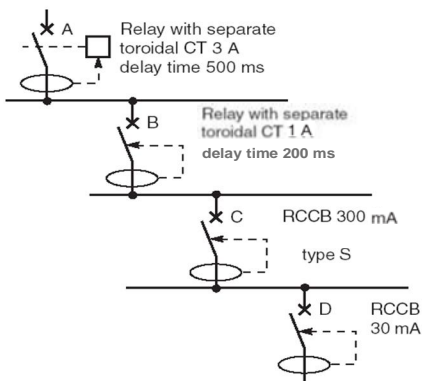 A
Relay with separate
toroidal CT 3 A
delay time 500 ms
B
Relay with separate
toroidal CT 1 A
delay time 200 ms
C
RCCB 300 mA
type S
D
RCCB
30 mA